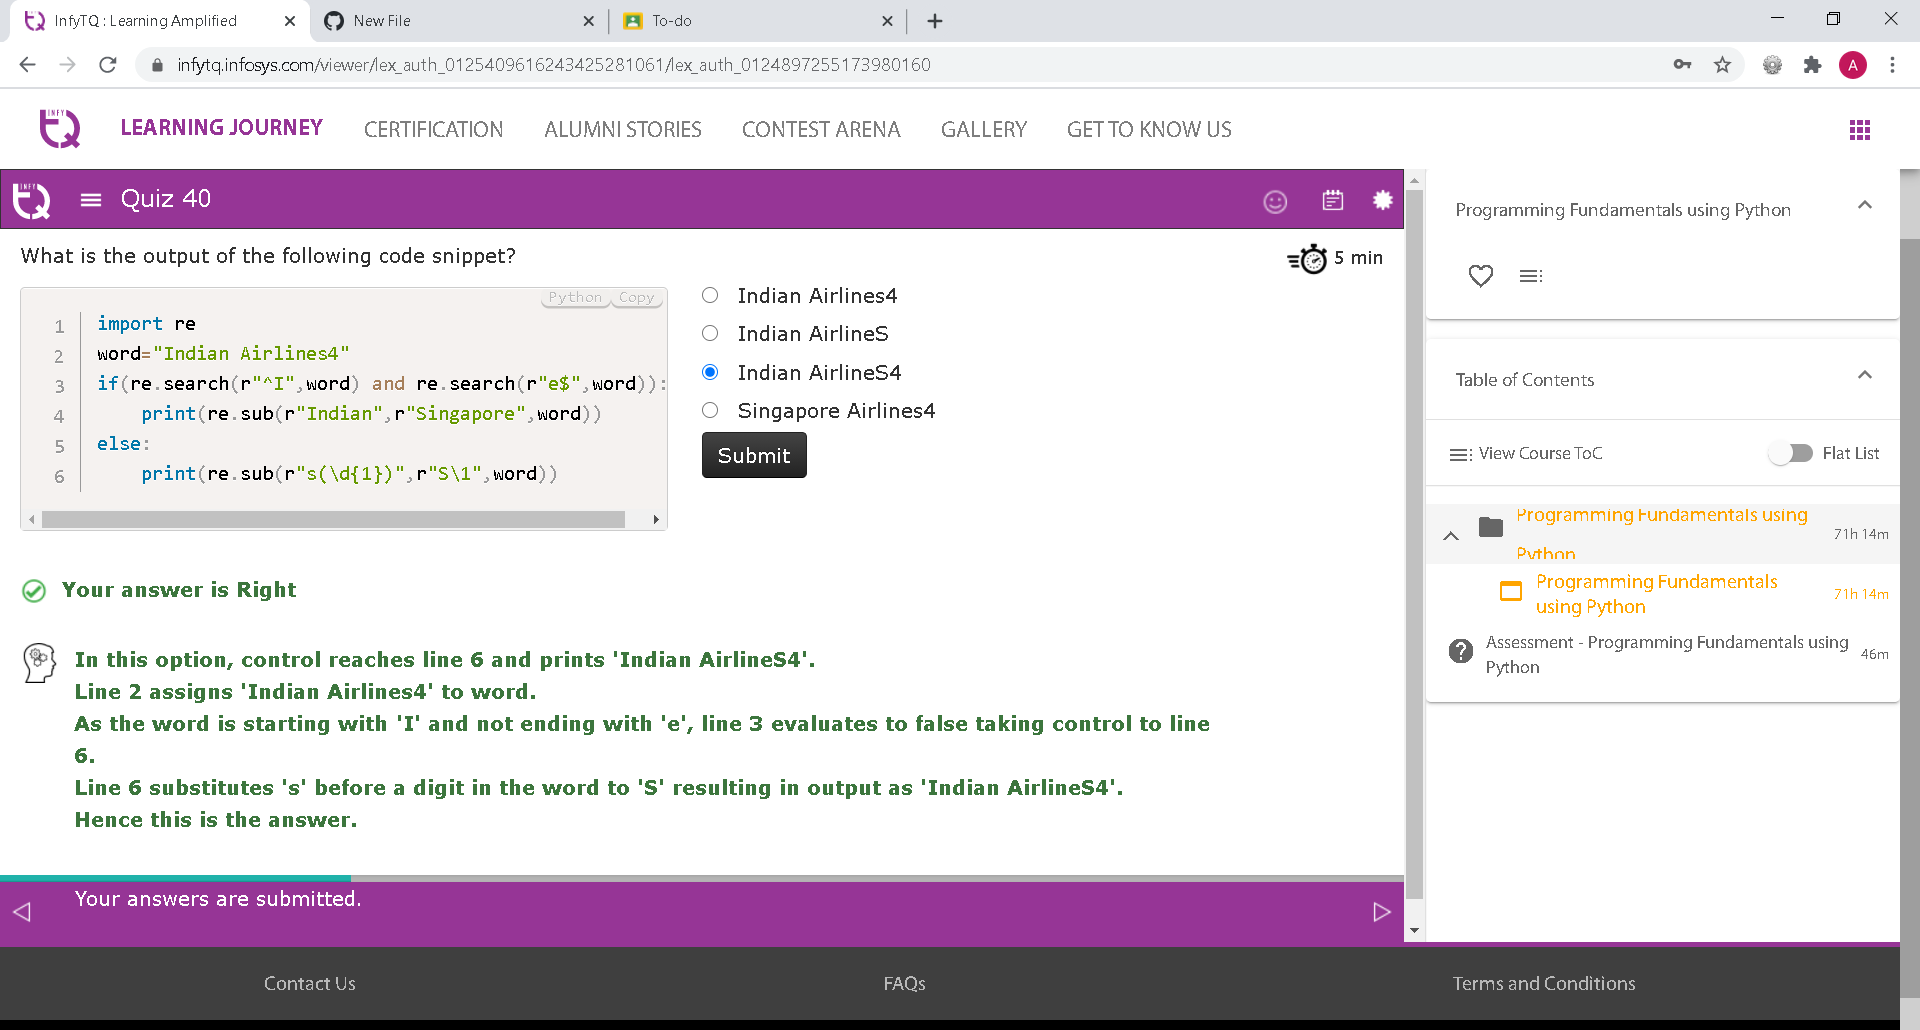 InfyTQ : Learning Amplified
New File
To-do
infytq.infosys.com/viewer/lex_auth_0125409616243425281061/lex_auth_0124897255173980160
A
INFY TQ
LEARNING JOURNEY
CERTIFICATION
ALUMNI STORIES
CONTEST ARENA
GALLERY
GET TO KNOW US
INFY TQ
Quiz 40
What is the output of the following code snippet?
5 min
Python Copy
1 import re
2 word="Indian Airlines4"
3 if(re.search(r"^I",word) and re.search(r"e$",word)):
4 print(re.sub(r"Indian",r"Singapore",word))
5 else:
6 print(re.sub(r"s(\d{1})",r"S\1",word))
Indian Airlines4
Indian AirlineS
Indian AirlineS4
Singapore Airlines4
Submit
Your answer is Right
In this option, control reaches line 6 and prints 'Indian AirlineS4'.
Line 2 assigns 'Indian Airlines4' to word.
As the word is starting with 'I' and not ending with 'e', line 3 evaluates to false taking control to line
6.
Line 6 substitutes 's' before a digit in the word to 'S' resulting in output as 'Indian AirlineS4'.
Hence this is the answer.
Your answers are submitted.
Programming Fundamentals using Python
Table of Contents
View Course ToC
Flat List
Programming Fundamentals using
Python
71h 14m
Programming Fundamentals
using Python
71h 14m
Assessment - Programming Fundamentals using
Python
46m
Contact Us
FAQs
Terms and Conditions